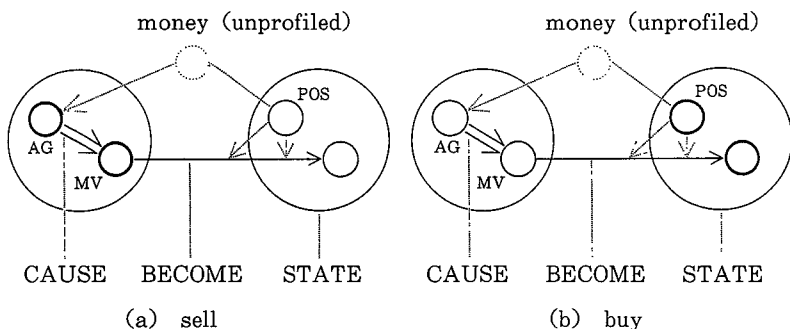 money (unprofiled) money (unprofiled)
POS POS
AG AG
MV MV
CAUSE BECOME STATE CAUSE BECOME STATE
(a) sell (b) buy